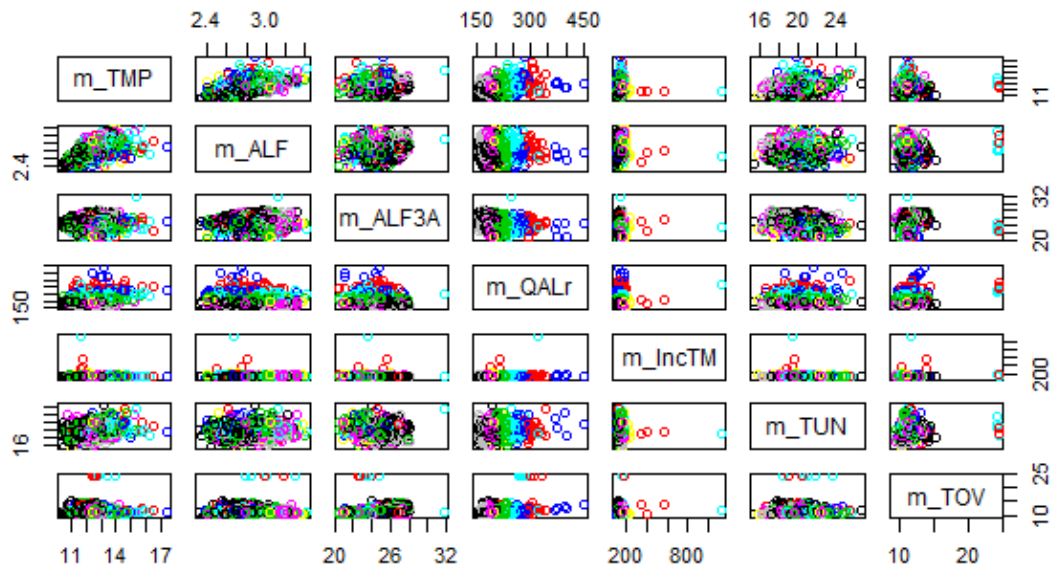 2.4 3.0 150 300 450 16 20 24
m_TMP 11
2.4 m_ALF
m_ALF3A 20 32
150 m_QALr
m_IncTM 200
16 m_TUN
m_TOV 10 25
11 14 17 20 26 32 200 800 10 20